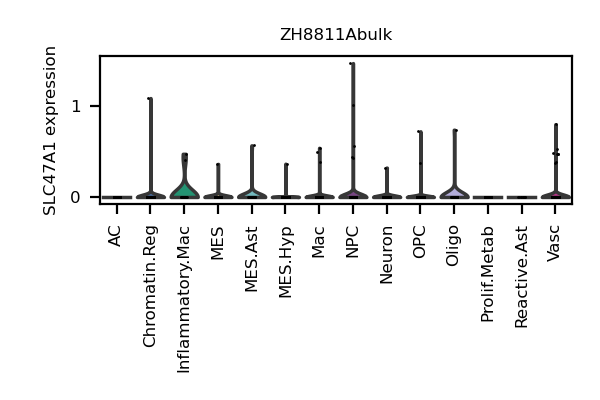 ZH8811Abulk
SLC47A1 expression
1
0
AC
Chromatin.Reg
Inflammatory.Mac
MES
MES.Ast
MES.Hyp
Mac
NPC
Neuron
OPC
Oligo
Prolif.Metab
Reactive.Ast
Vasc